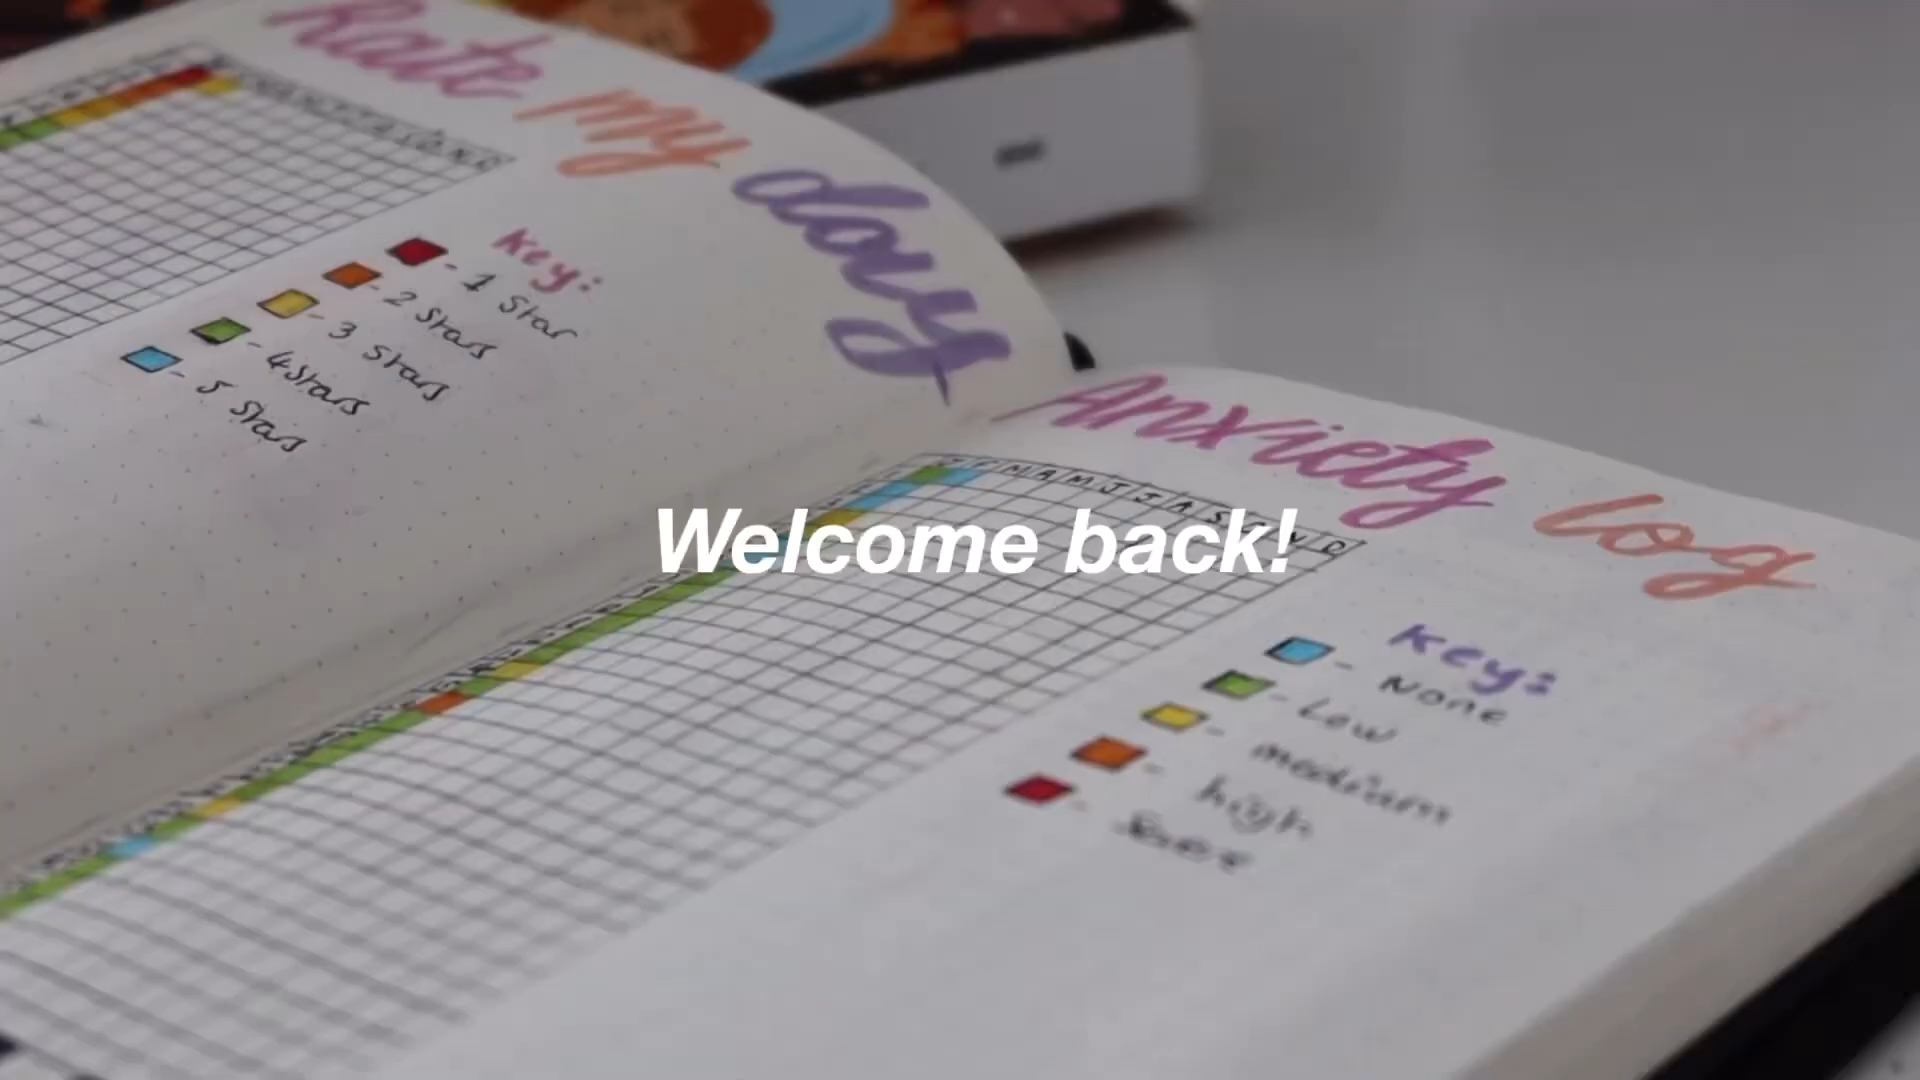 Rate my day
Key:
- 1 Star
- 2 Stars
- 3 Stars
- 4 Stars
- 5 Stars
Welcome back!
Anxiety log
J F M A M J J A S O N D
Key:
- None
- Low
- medium
- high